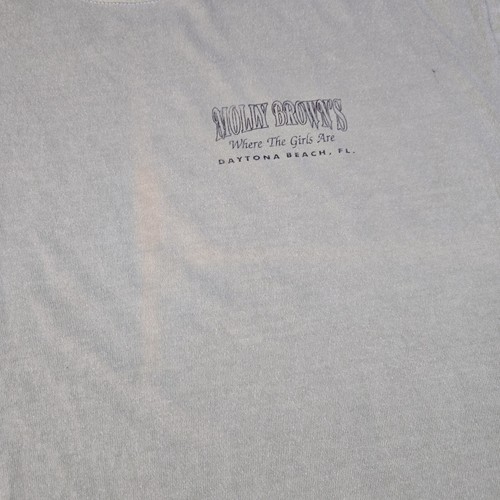 MOLLY BROWN'S
Where The Girls Are
DAYTONA BEACH, FL.